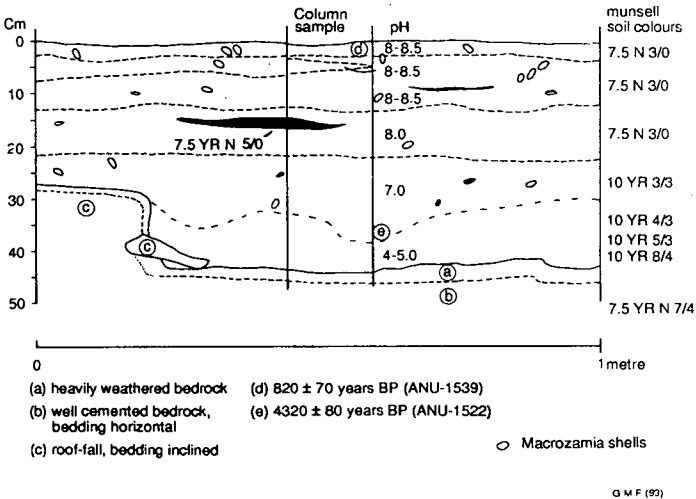 Cm
Column
sample
pH
munsell
soil colours
0
10
20
30
40
50
d
8-8.5
8-8.5
8-8.5
8.0
7.0
4-5.0
7.5 YR N 5/0
c
c
e
a
b
7.5 N 3/0
7.5 N 3/0
7.5 N 3/0
10 YR 3/3
10 YR 4/3
10 YR 5/3
10 YR 8/4
7.5 YR N 7/4
0
1 metre
(a) heavily weathered bedrock
(b) well cemented bedrock,
bedding horizontal
(c) roof-fall, bedding inclined
(d) 820 ± 70 years BP (ANU-1539)
(e) 4320 ± 80 years BP (ANU-1522)
Macrozamia shells
G M F (93)